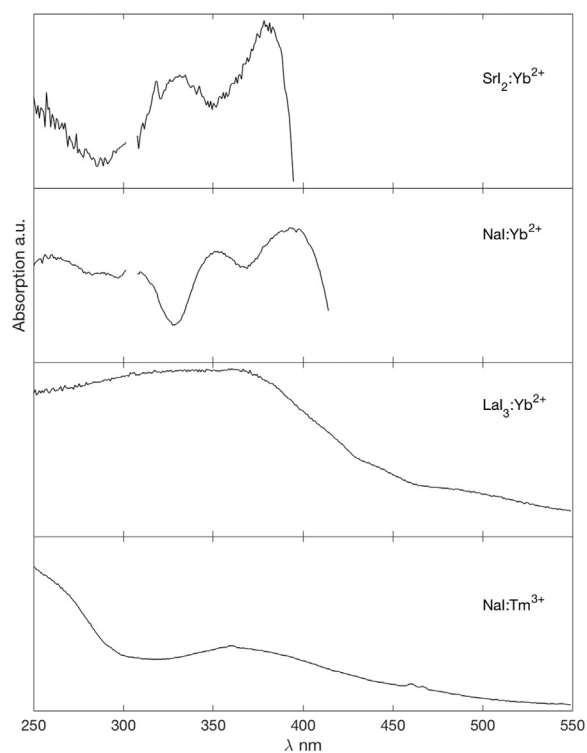 SrI2:Yb2+
NaI:Yb2+
Absorption a.u.
LaI3:Yb2+
NaI:Tm3+
250 300 350 400 450 500 550
λ nm